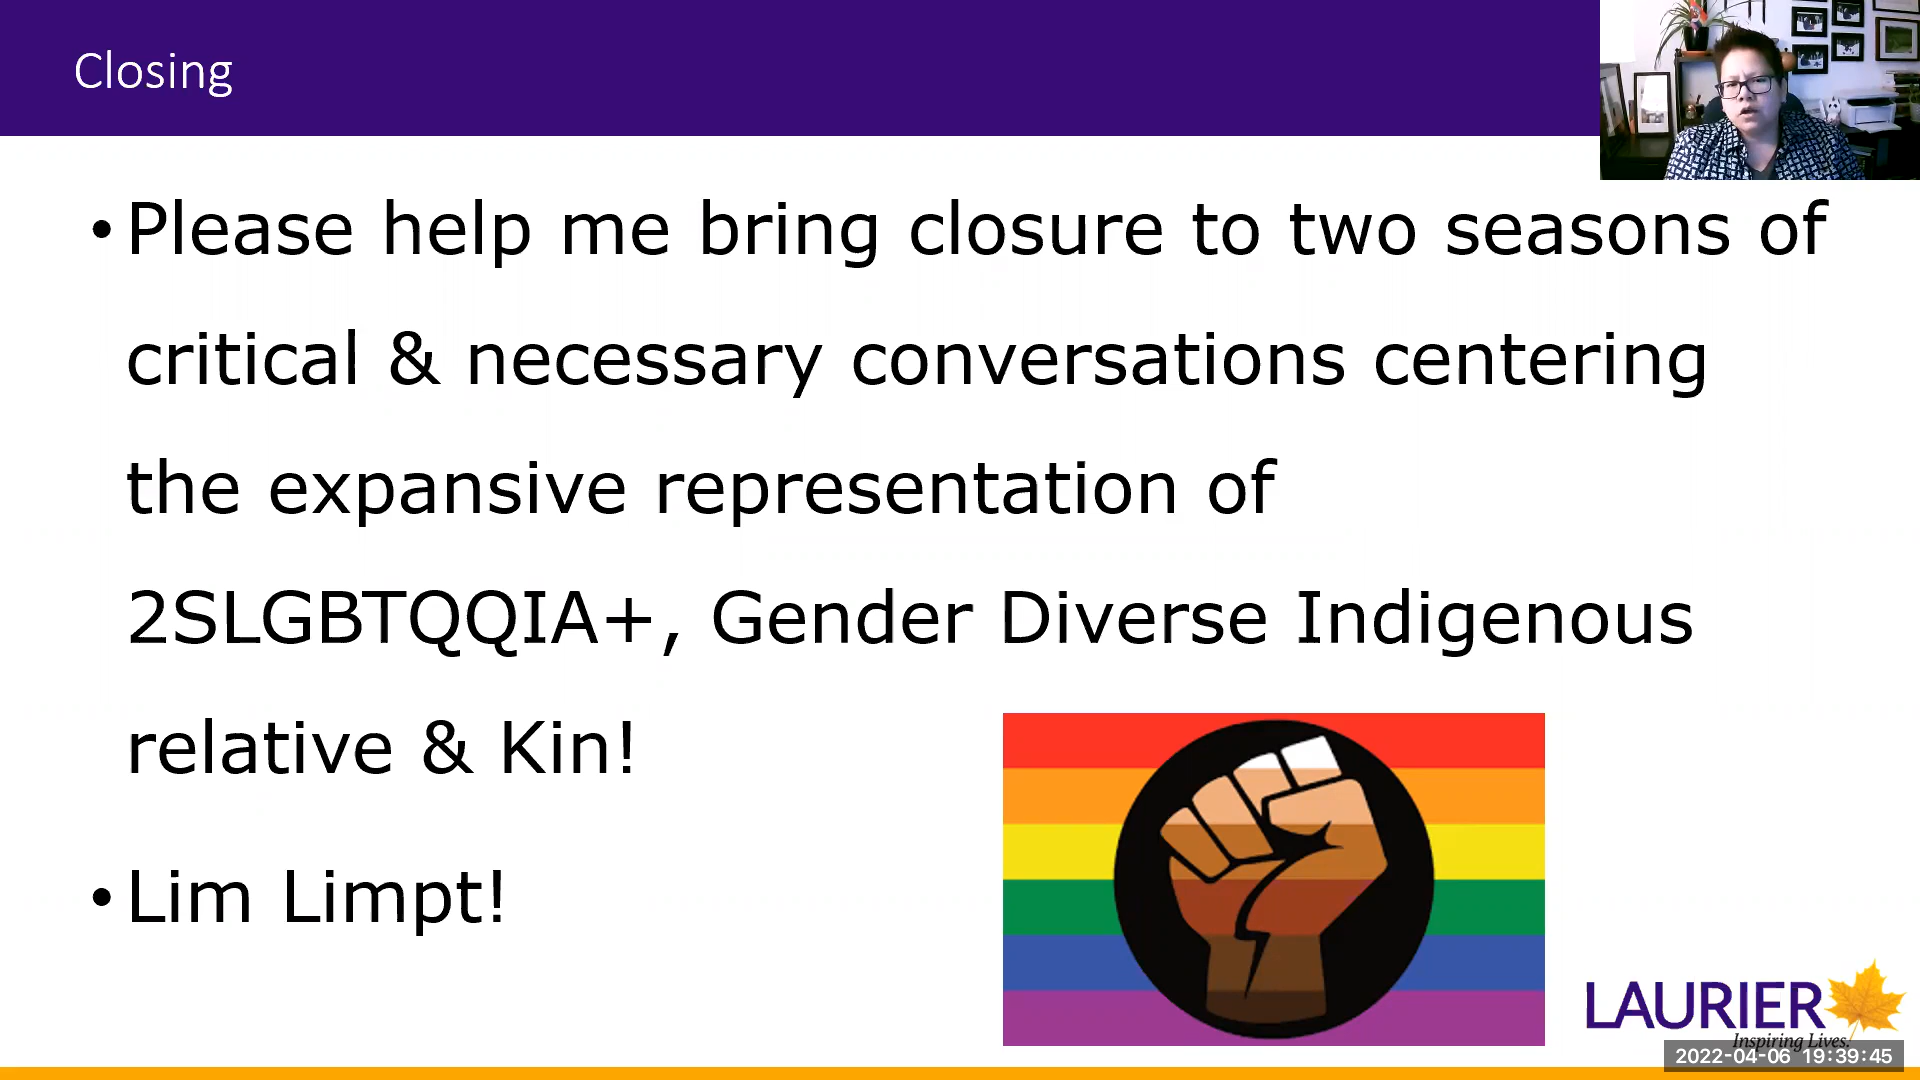 Closing
• Please help me bring closure to two seasons of
critical & necessary conversations centering
the expansive representation of
2SLGBTQQIA+, Gender Diverse Indigenous
relative & Kin!
• Lim Limpt!
LAURIER
Inspiring Lives.
2022-04-06 19:39:45